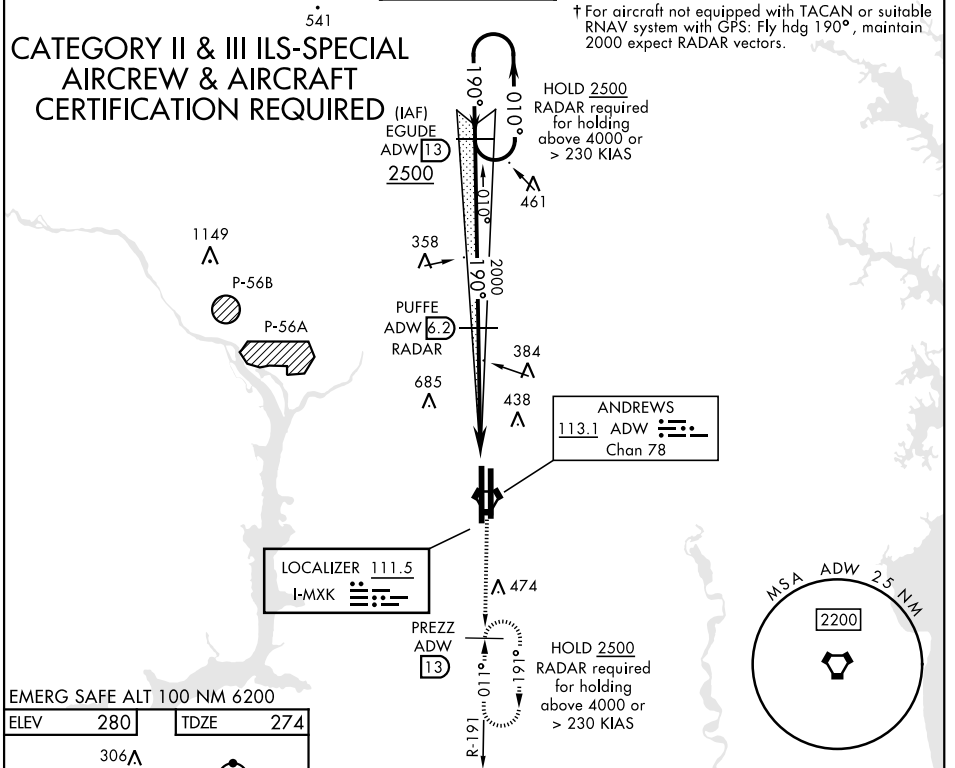 541
† For aircraft not equipped with TACAN or suitable
RNAV system with GPS: Fly hdg 190°, maintain
2000 expect RADAR vectors.
CATEGORY II & III ILS-SPECIAL
AIRCREW & AIRCRAFT
CERTIFICATION REQUIRED
(IAF)
EGUDE
ADW 13
2500
190°
010°
HOLD 2500
RADAR required
for holding
above 4000 or
> 230 KIAS
461
010°
1149
358
190°
2000
P-56B
P-56A
PUFFE
ADW 6.2
RADAR
384
685
438
ANDREWS
113.1 ADW
Chan 78
LOCALIZER 111.5
I-MXK
474
PREZZ
ADW
13
011°
191°
R-191
HOLD 2500
RADAR required
for holding
above 4000 or
> 230 KIAS
MSA ADW 25 NM
2200
EMERG SAFE ALT 100 NM 6200
ELEV 280
TDZE 274
306